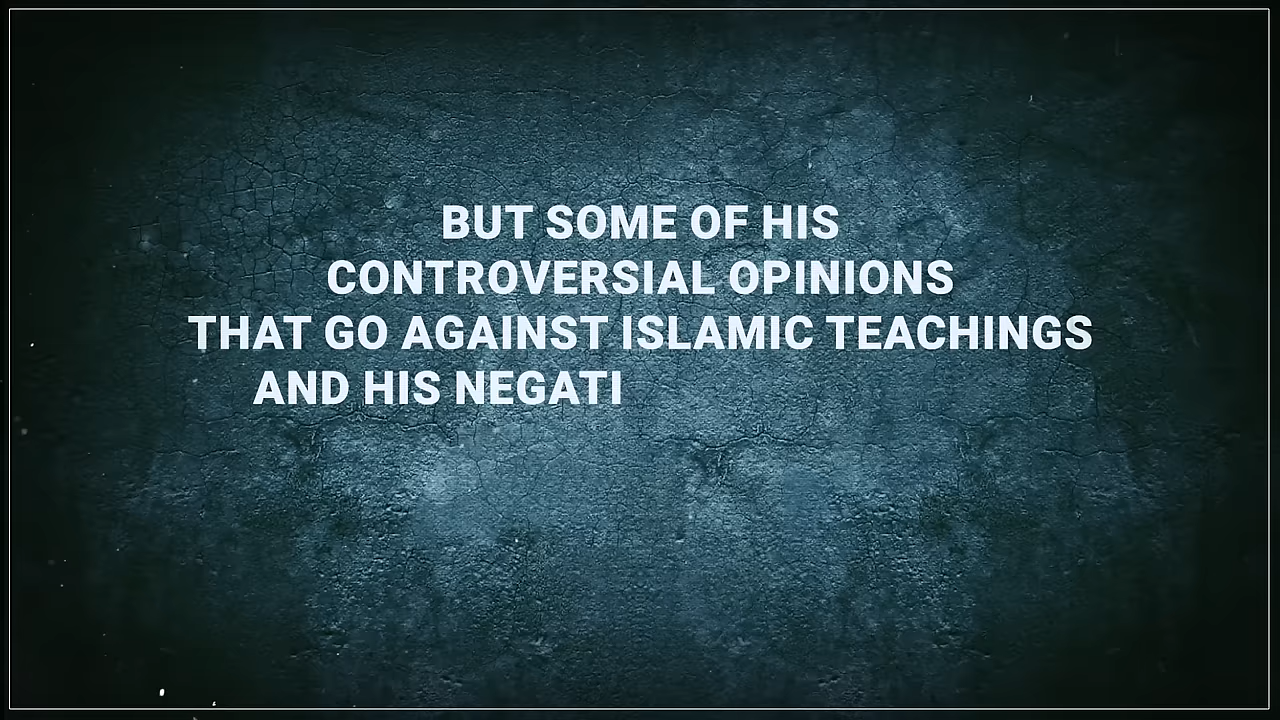 BUT SOME OF HIS
CONTROVERSIAL OPINIONS
THAT GO AGAINST ISLAMIC TEACHINGS
AND HIS NEGATI